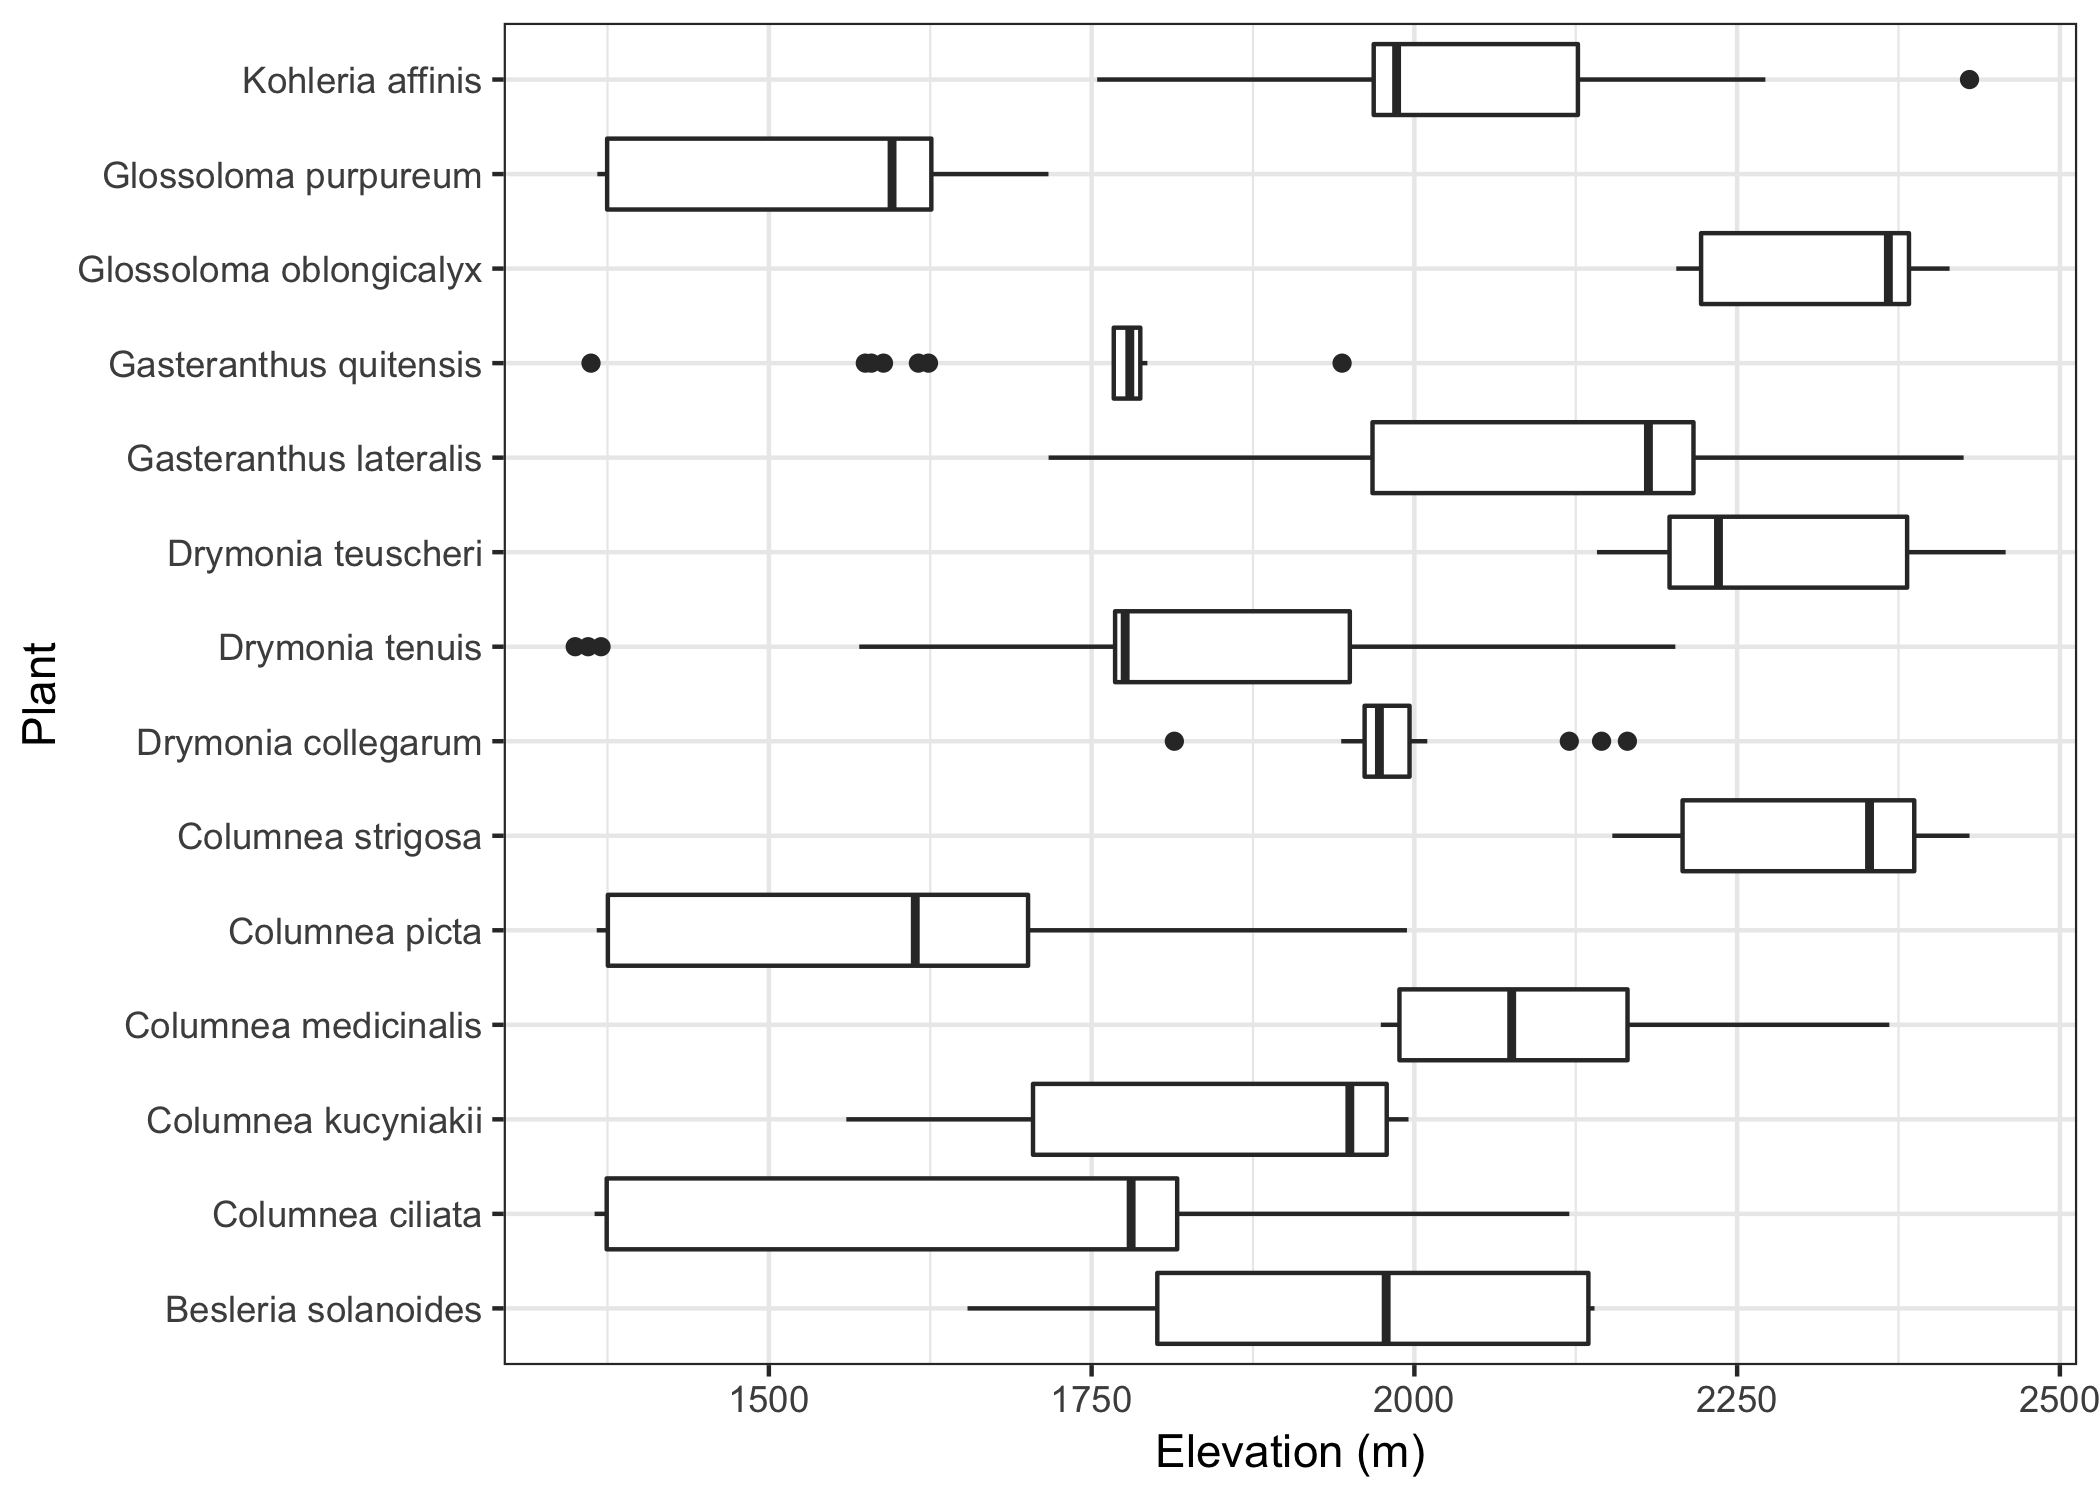 Kohleria affinis
Glossoloma purpureum
Glossoloma oblongicalyx
Gasteranthus quitensis
Gasteranthus lateralis
Drymonia teuscheri
Drymonia tenuis
Drymonia collegarum
Columnea strigosa
Columnea picta
Columnea medicinalis
Columnea kucyniakii
Columnea ciliata
Besleria solanoides
Plant
1500 1750 2000 2250 2500
Elevation (m)